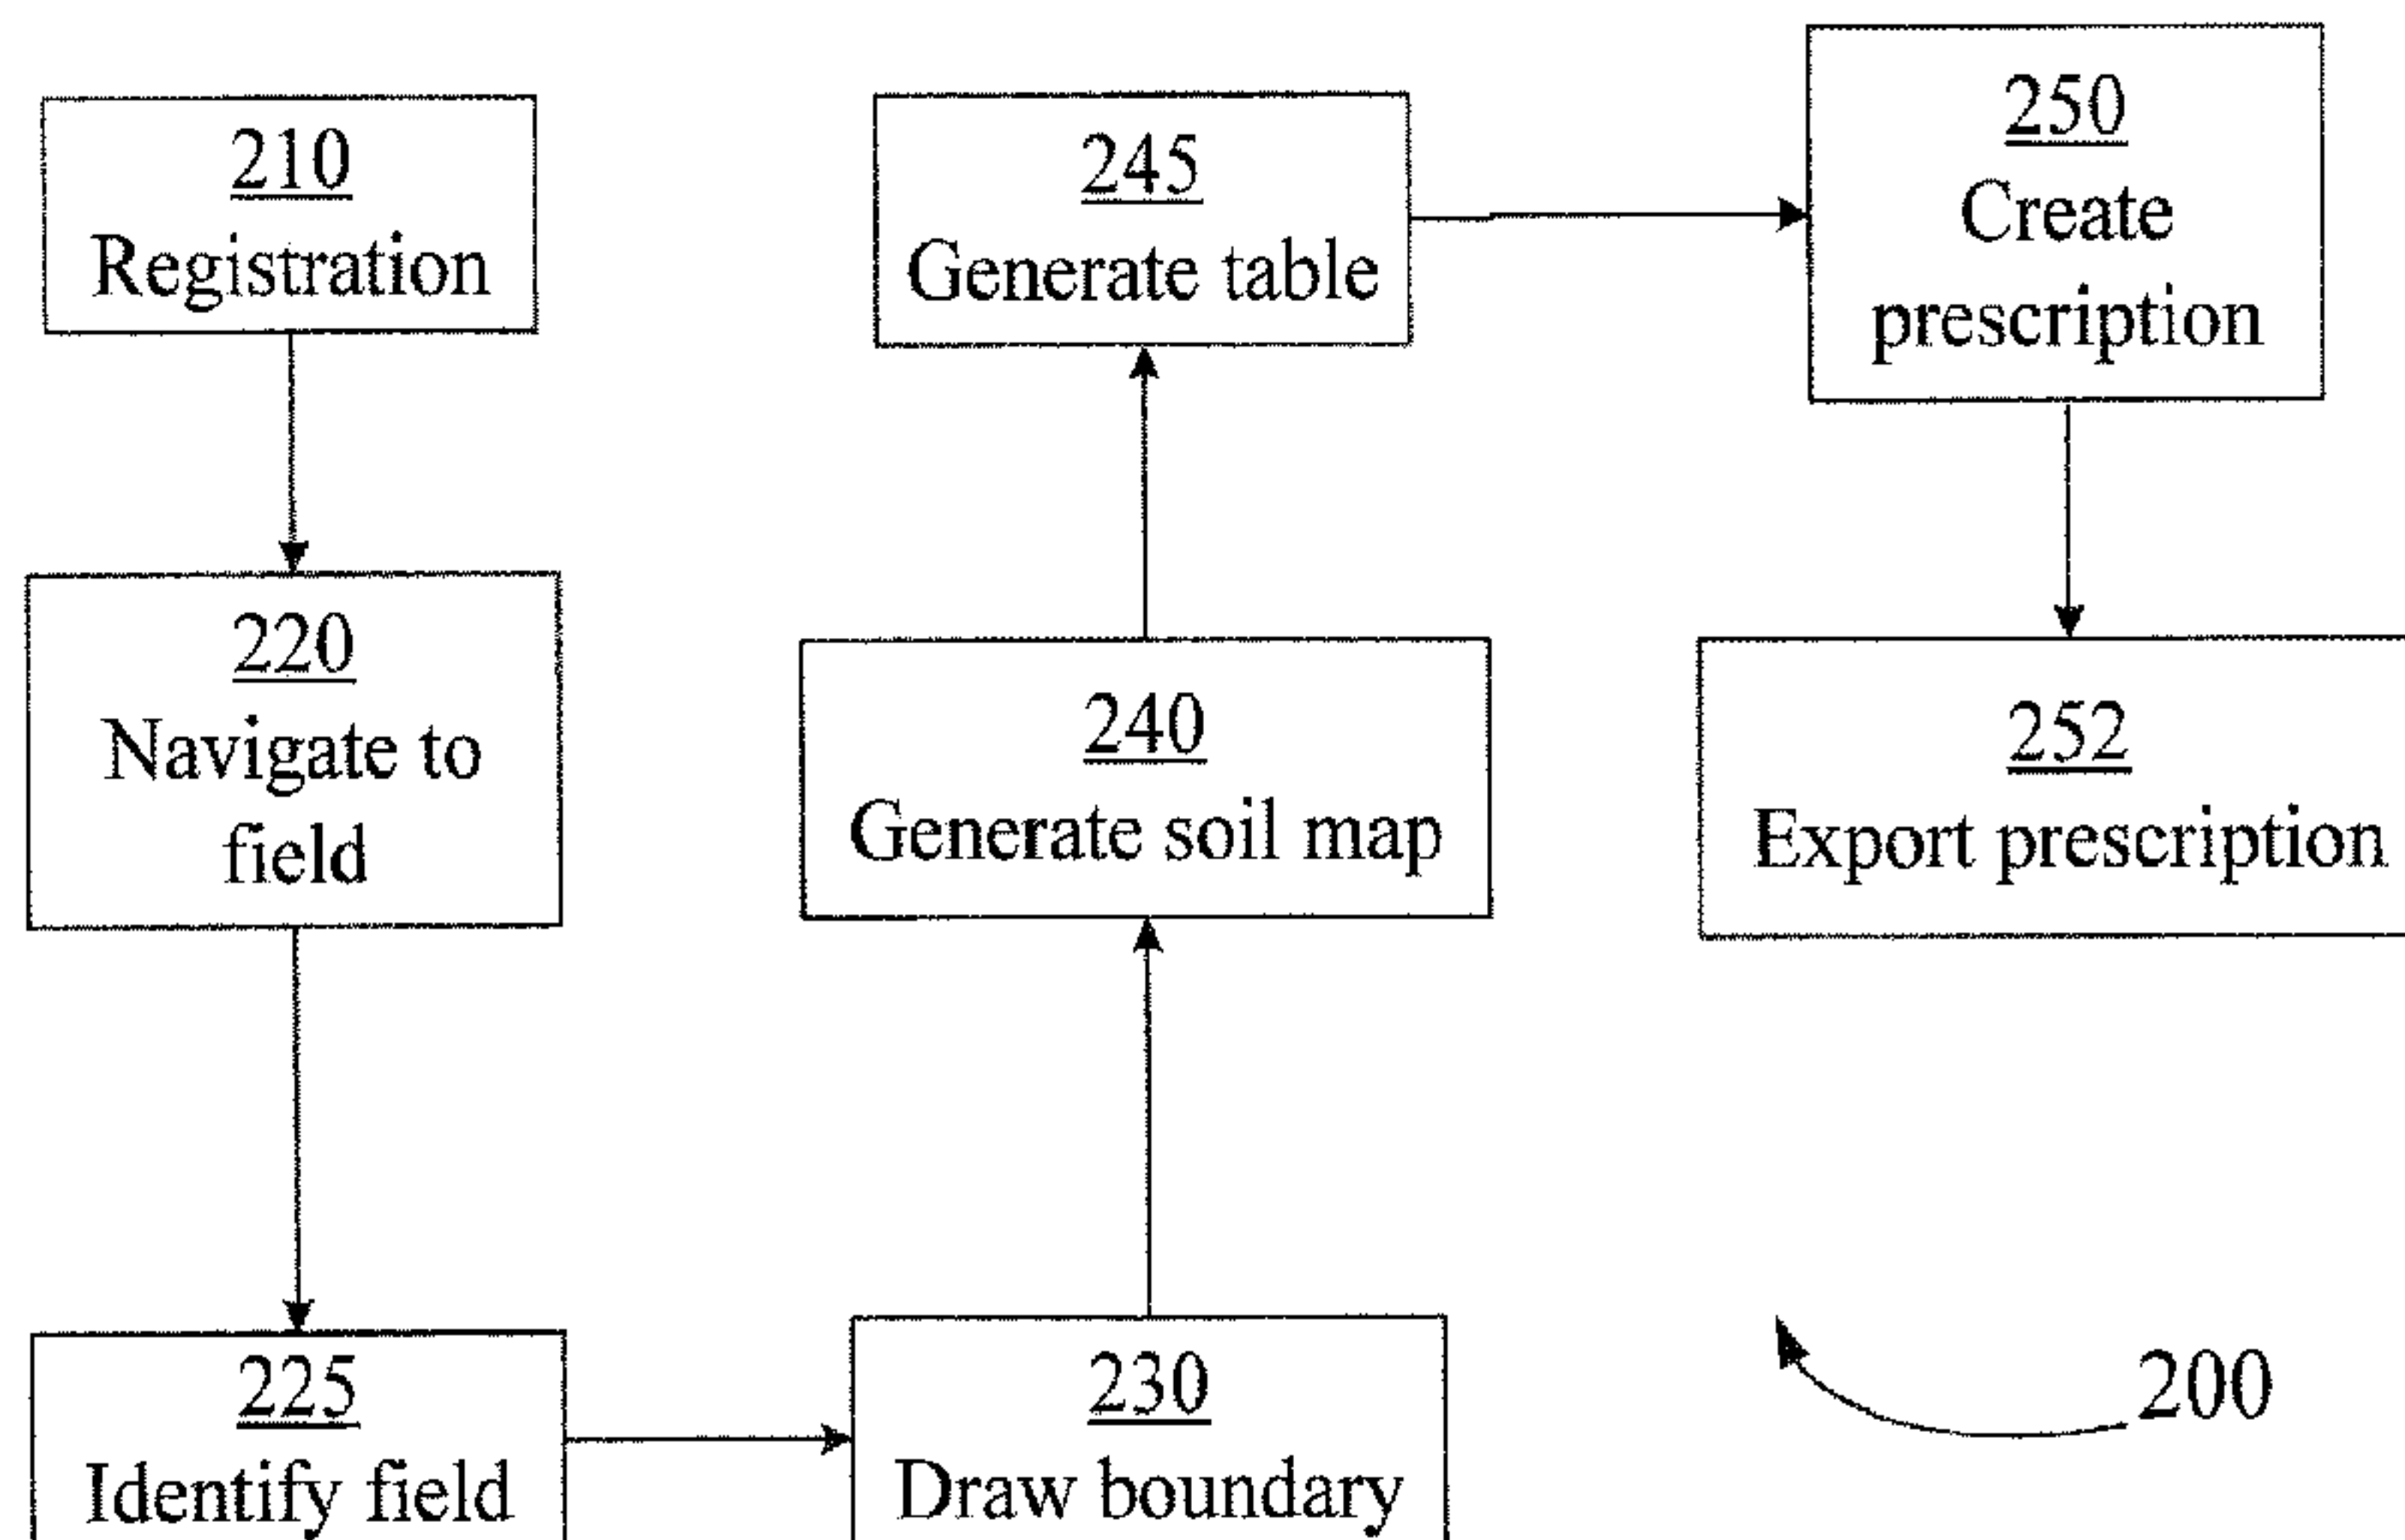 210
Registration
220
Navigate to
field
225
Identify field
230
Draw boundary
240
Generate soil map
245
Generate table
250
Create
prescription
252
Export prescription
200